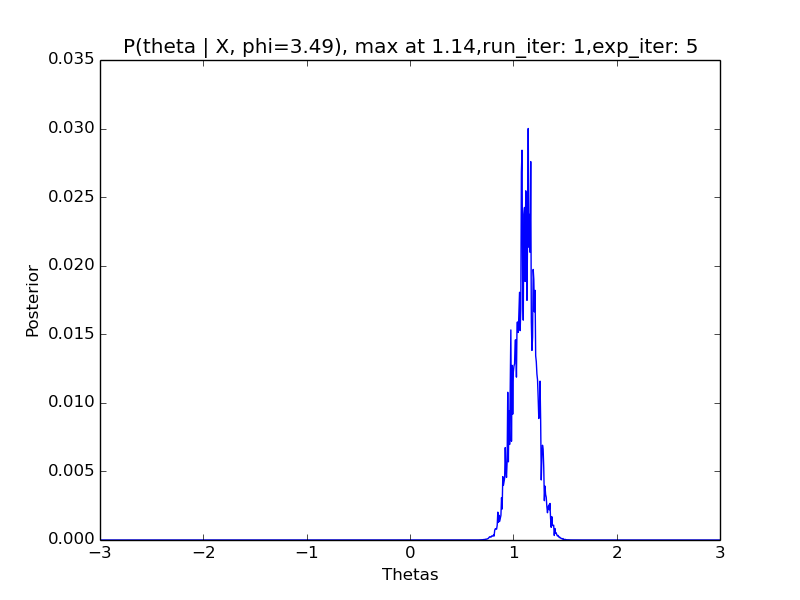 P(theta | X, phi=3.49), max at 1.14,run_iter: 1,exp_iter: 5
0.035
0.030
0.025
0.020
0.015
0.010
0.005
0.000
Posterior
−3 −2 −1 0 1 2 3
Thetas